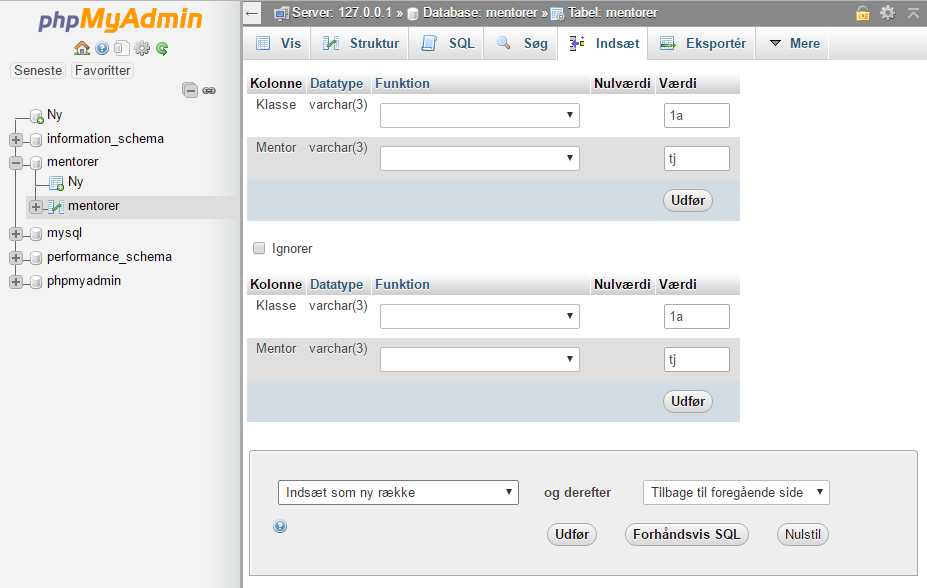 phpMyAdmin
Seneste Favoritter
Ny
information_schema
mentorer
Ny
mentorer
mysql
performance_schema
phpmyadmin
Server: 127.0.0.1 » Database: mentorer » Tabel: mentorer
Vis Struktur SQL Søg Indsæt Eksportér Mere
Kolonne Datatype Funktion Nulværdi Værdi
Klasse varchar(3) 1a
Mentor varchar(3) tj
Udfør
Ignorer
Kolonne Datatype Funktion Nulværdi Værdi
Klasse varchar(3) 1a
Mentor varchar(3) tj
Udfør
Indsæt som ny række og derefter Tilbage til foregående side
Udfør Forhåndsvis SQL Nulstil